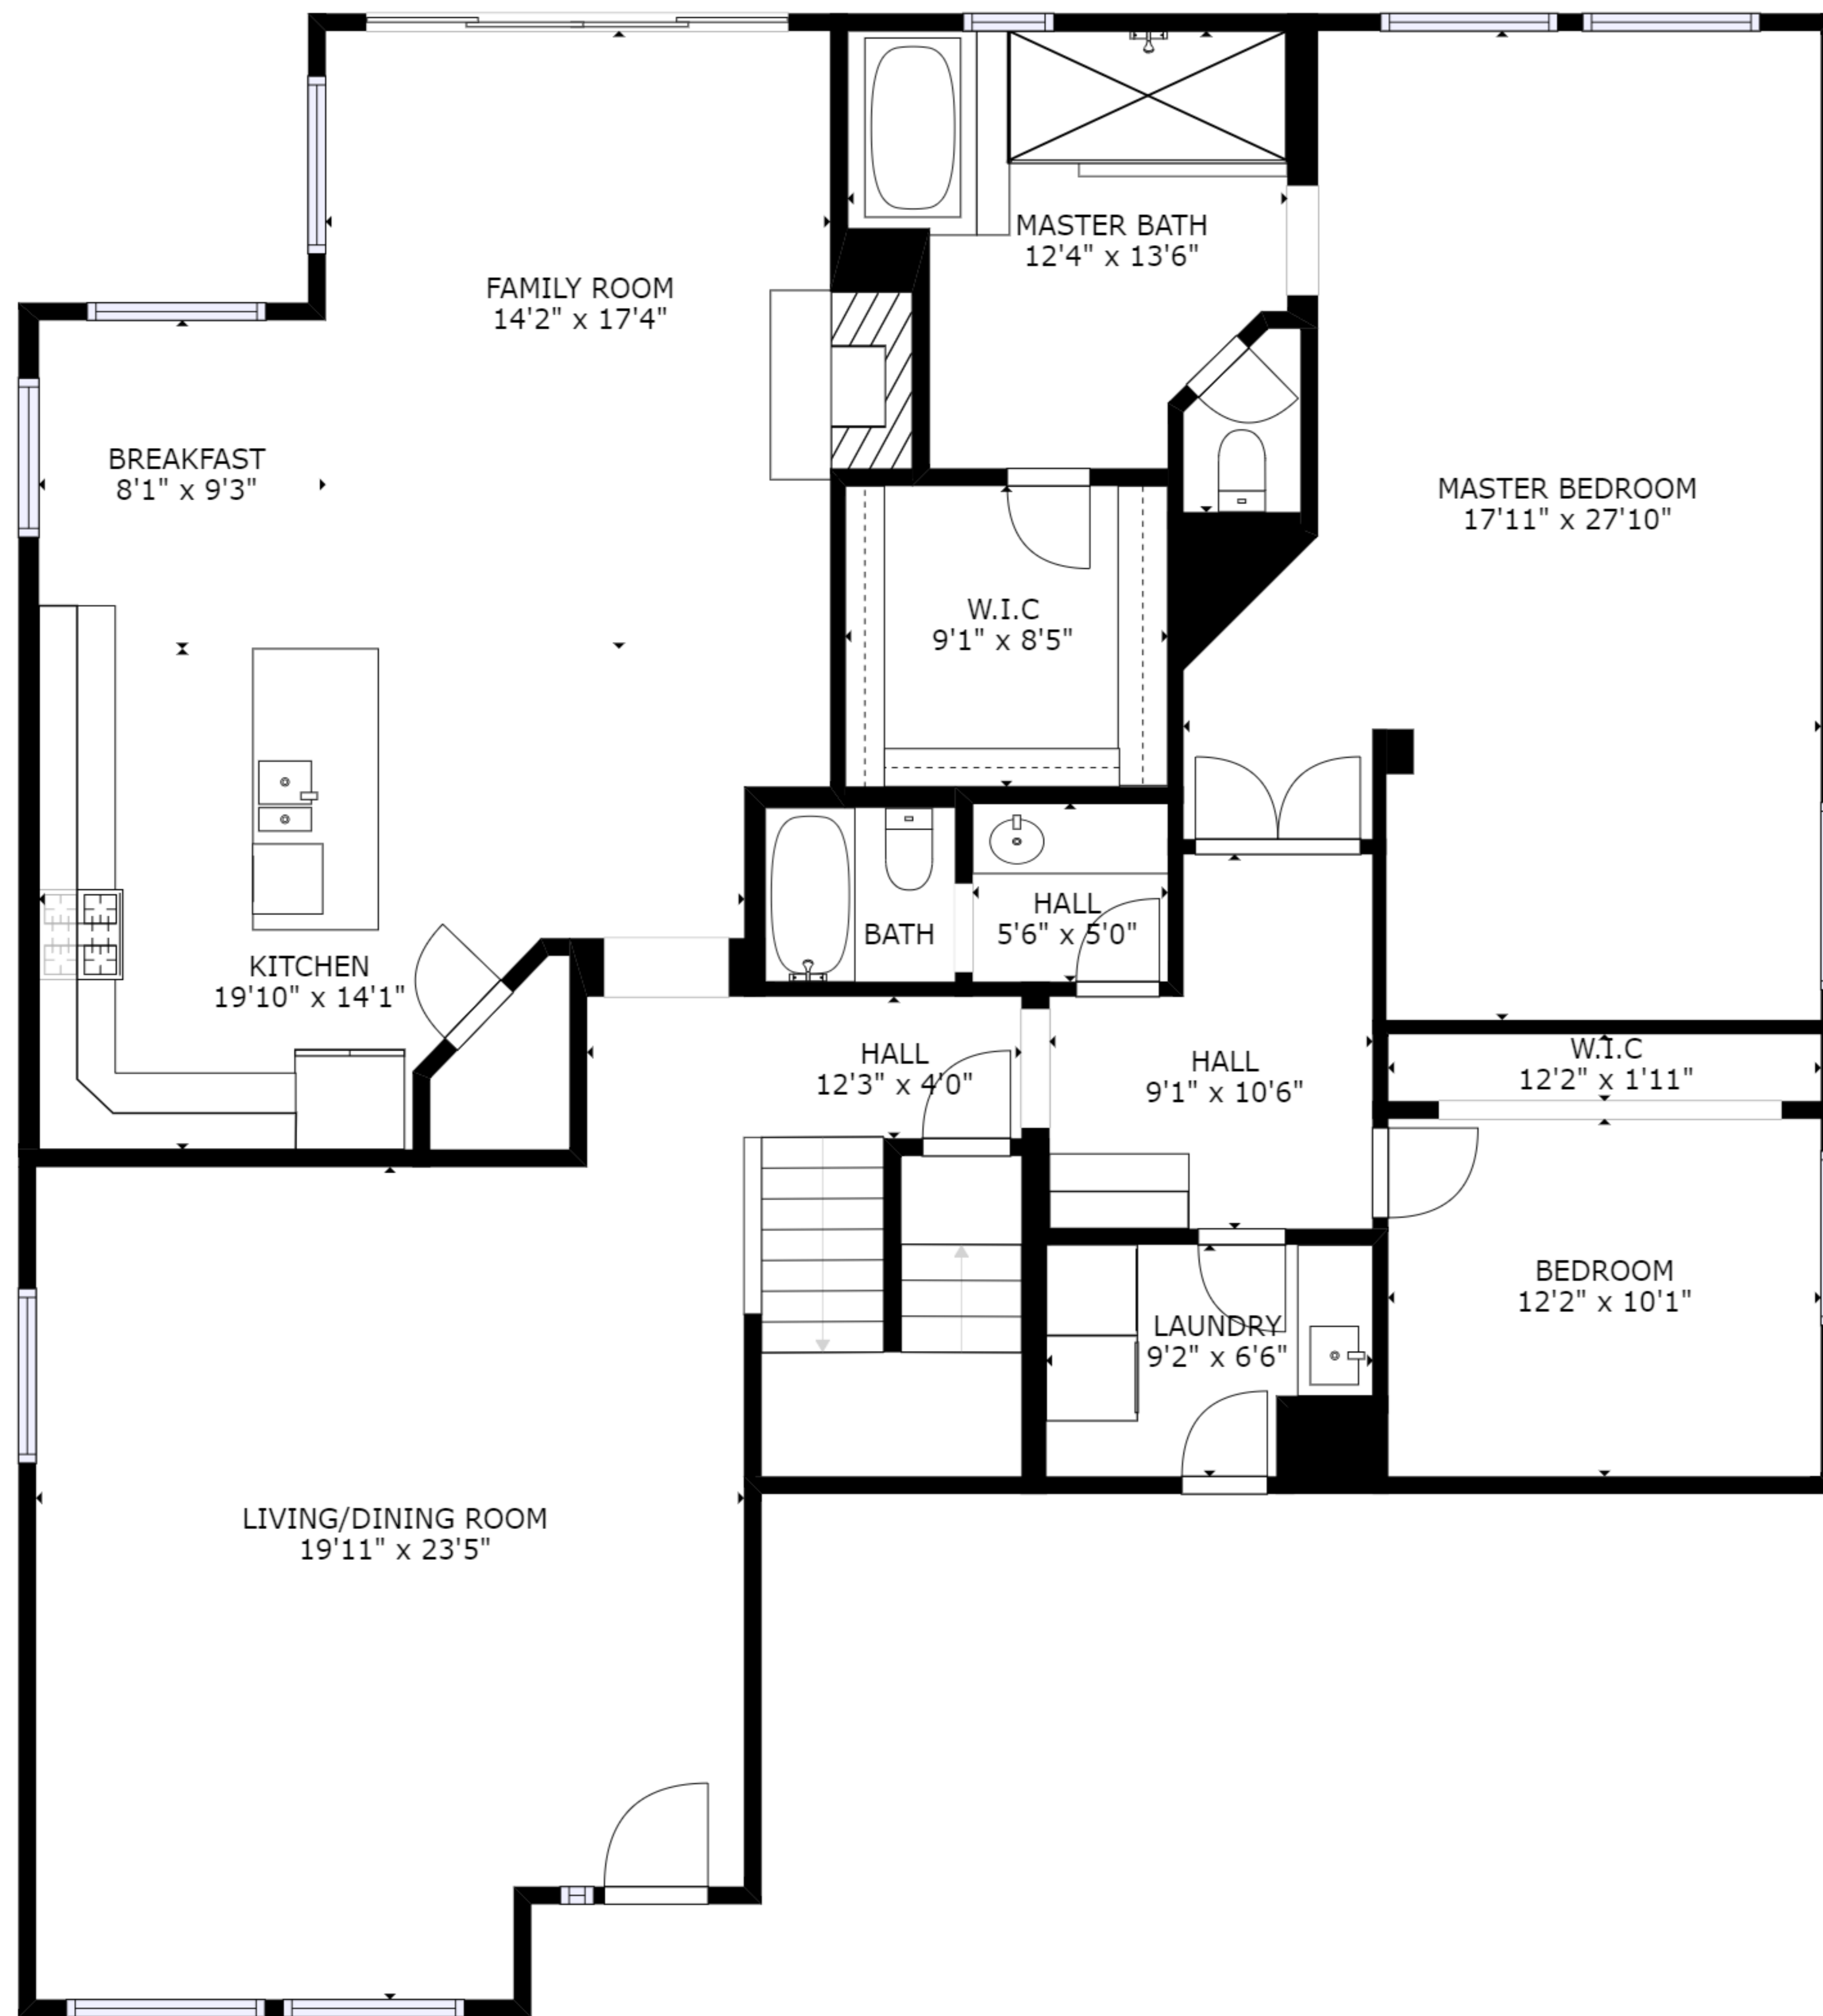 MASTER BATH
12'4" x 13'6"
FAMILY ROOM
14'2" x 17'4"
BREAKFAST
8'1" x 9'3"
MASTER BEDROOM
17'11" x 27'10"
W.I.C
9'1" x 8'5"
HALL
5'6" x 5'0"
BATH
KITCHEN
19'10" x 14'1"
HALL
12'3" x 4'0"
HALL
9'1" x 10'6"
W.I.C
12'2" x 1'11"
BEDROOM
12'2" x 10'1"
LAUNDRY
9'2" x 6'6"
LIVING/DINING ROOM
19'11" x 23'5"